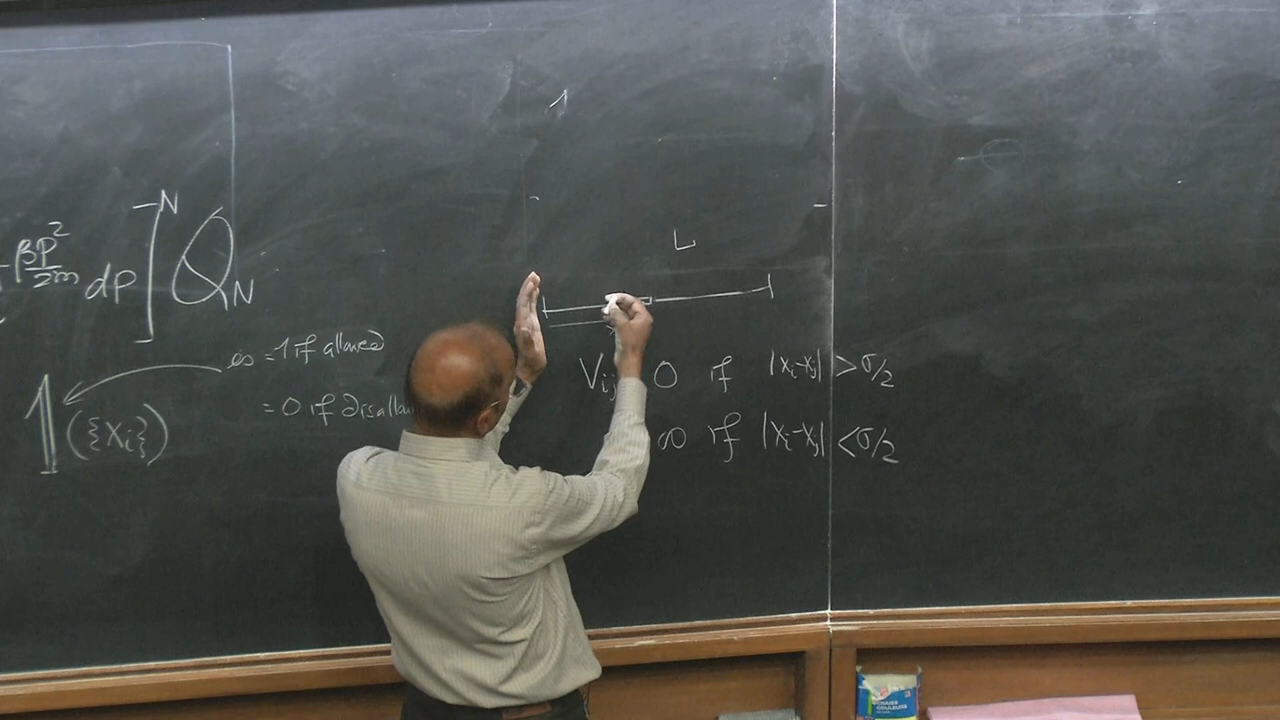 - βp²/2m dp]^N Q_N
1({x_i})
es = 1 if allowed
= 0 if disallo
L
V_ij 0 if |x_i-x_j| > σ/2
∞ if |x_i-x_j| < σ/2